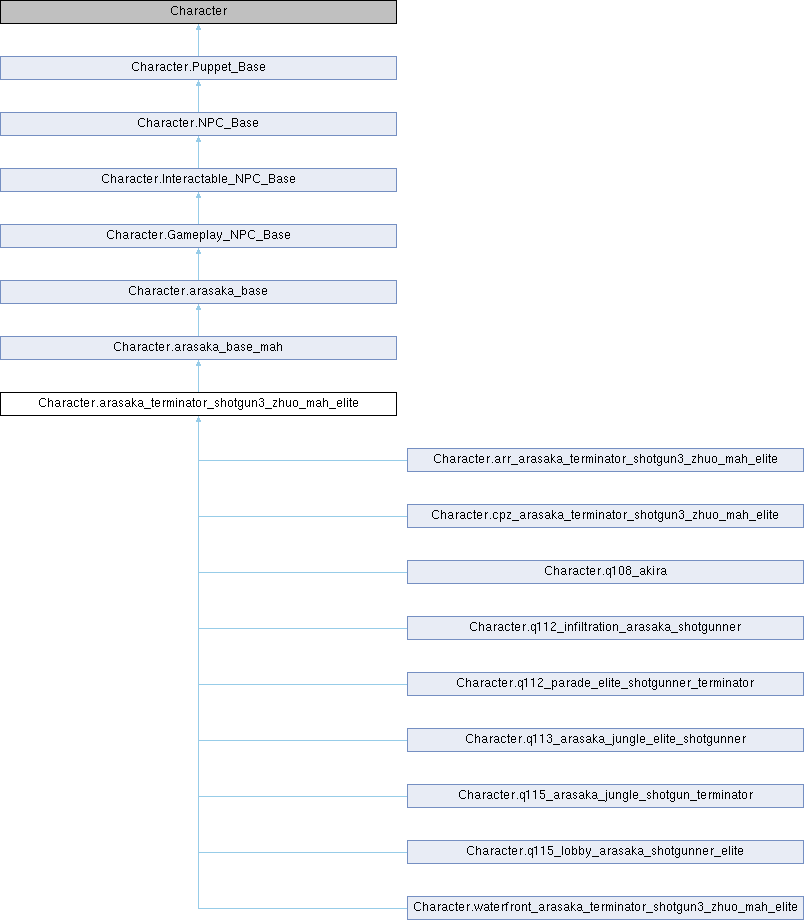 Character
Character.Puppet_Base
Character.NPC_Base
Character.Interactable_NPC_Base
Character.Gameplay_NPC_Base
Character.arasaka_base
Character.arasaka_base_mah
Character.arasaka_terminator_shotgun3_zhuo_mah_elite
Character.arr_arasaka_terminator_shotgun3_zhuo_mah_elite
Character.cpz_arasaka_terminator_shotgun3_zhuo_mah_elite
Character.q108_akira
Character.q112_infiltration_arasaka_shotgunner
Character.q112_parade_elite_shotgunner_terminator
Character.q113_arasaka_jungle_elite_shotgunner
Character.q115_arasaka_jungle_shotgun_terminator
Character.q115_lobby_arasaka_shotgunner_elite
Character.waterfront_arasaka_terminator_shotgun3_zhuo_mah_elite